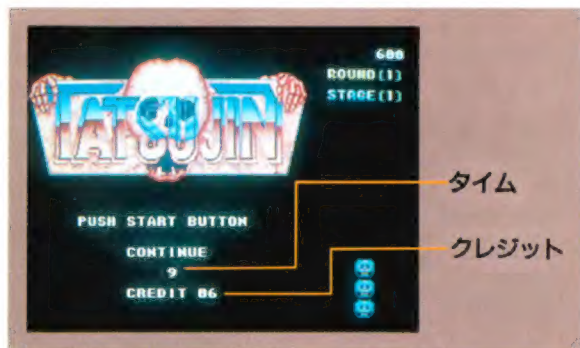 600
ROUND(1)
STAGE(1)
TATSUJIN
タイム
PUSH START BUTTON
CONTINUE
9
クレジット
CREDIT 06